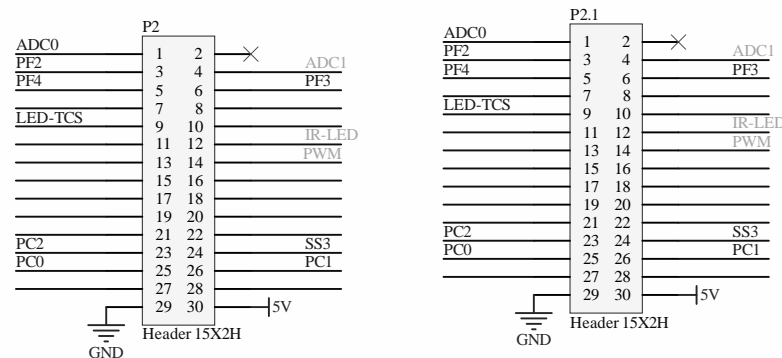 P2
ADC0 1 2
PF2 3 4 ADC1
PF4 5 6 PF3
7 8
LED-TCS 9 10
11 12 IR-LED
13 14 PWM
15 16
17 18
19 20
21 22
PC2 23 24 SS3
PC0 25 26 PC1
27 28
29 30 5V
GND
Header 15X2H
P2.1
ADC0 1 2
PF2 3 4 ADC1
PF4 5 6 PF3
7 8
LED-TCS 9 10
11 12 IR-LED
13 14 PWM
15 16
17 18
19 20
21 22
PC2 23 24 SS3
PC0 25 26 PC1
27 28
29 30 5V
GND
Header 15X2H